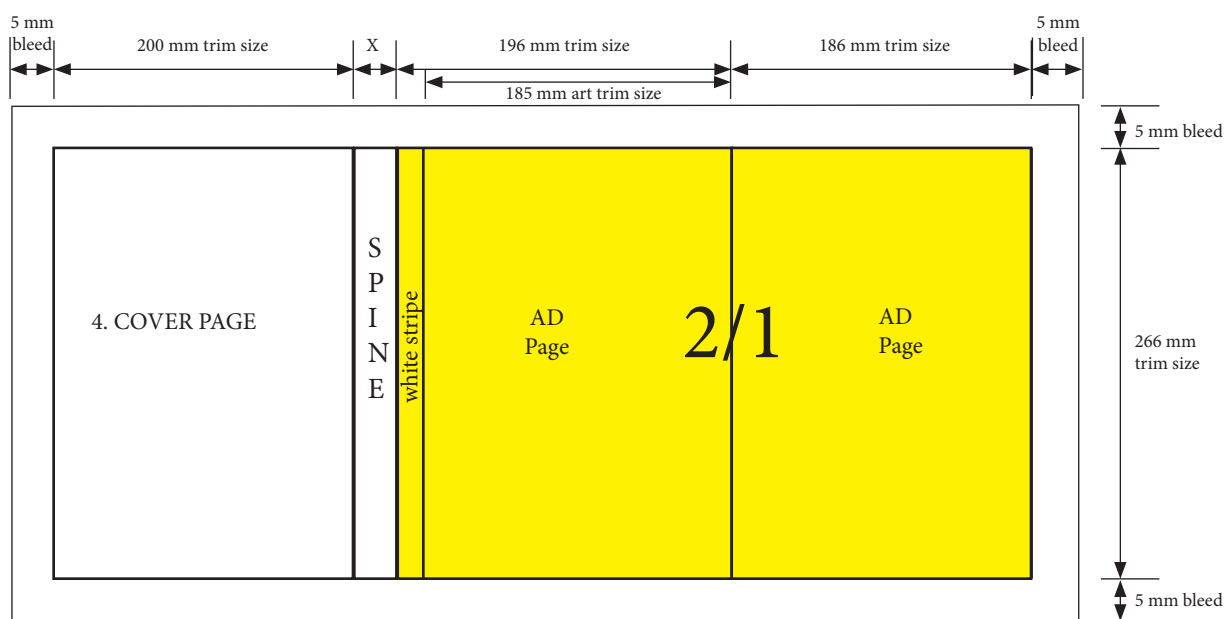 5 mm
bleed
200 mm trim size
X
196 mm trim size
186 mm trim size
5 mm
bleed
185 mm art trim size
5 mm bleed
4. COVER PAGE
S
P
I
N
E
white stripe
AD
Page
2/1
AD
Page
266 mm
trim size
5 mm bleed